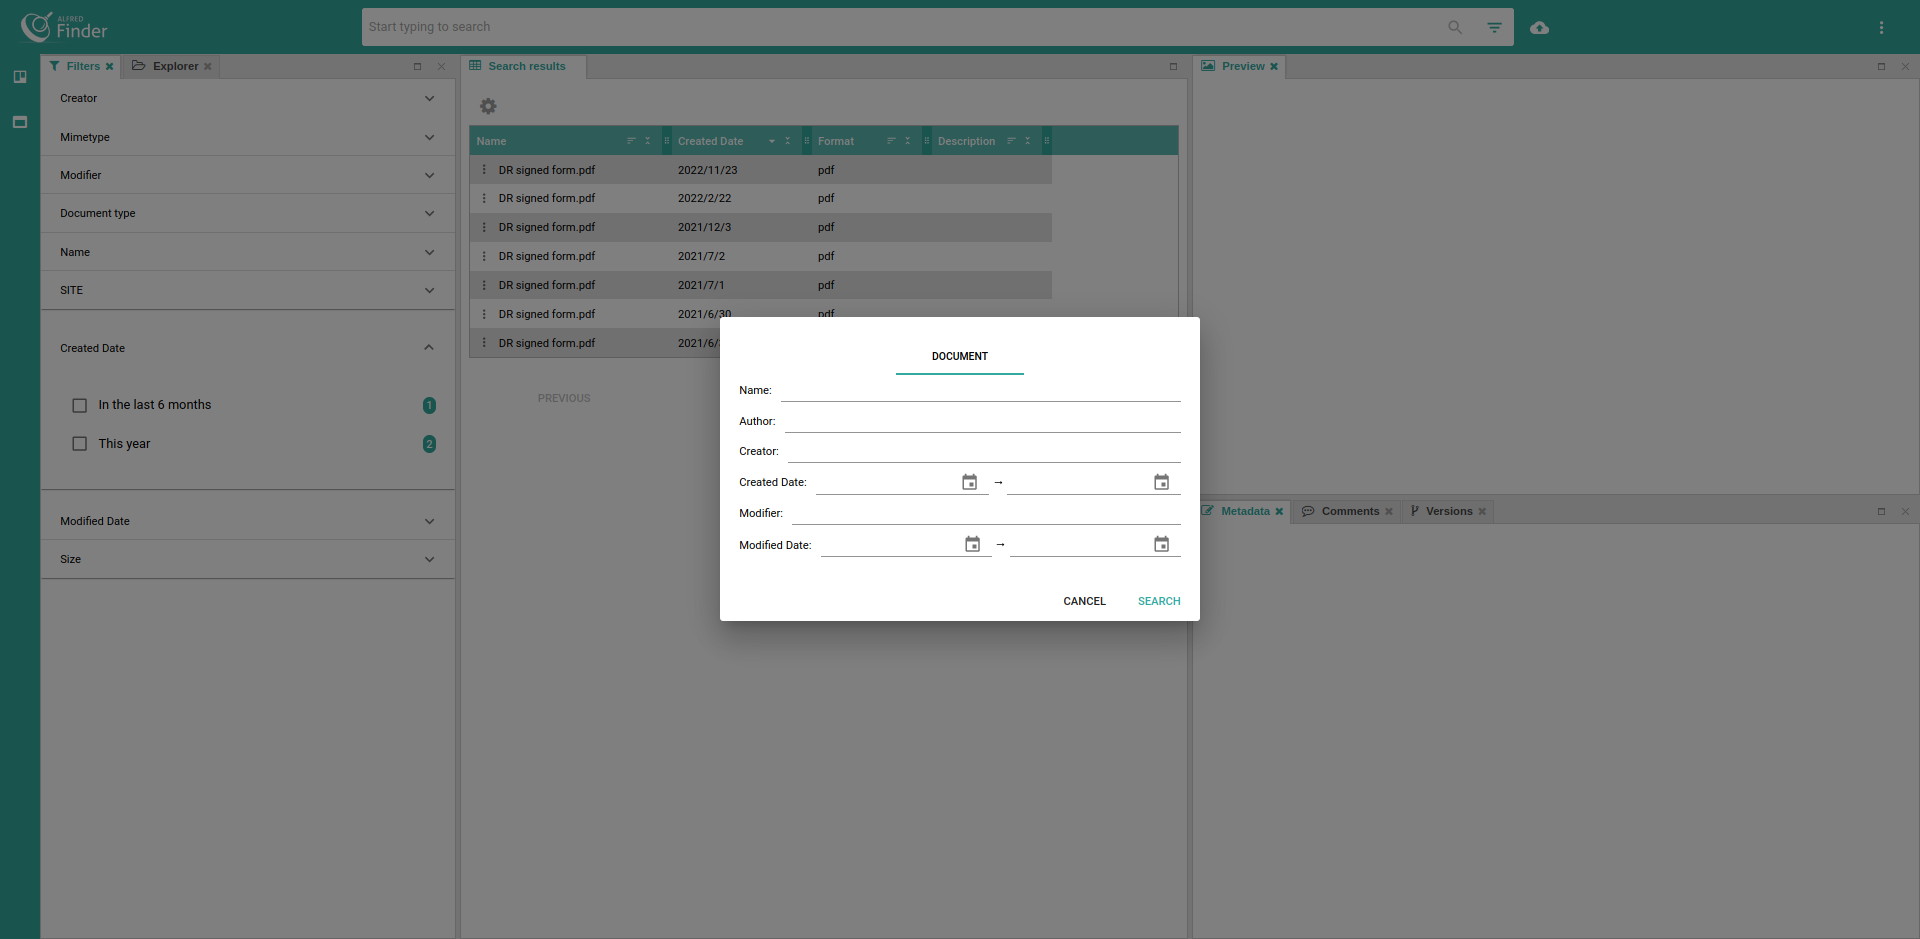 ALFRED
Finder
Start typing to search
Filters
Explorer
Search results
Preview
Creator
Mimetype
Modifier
Document type
Name
SITE
Created Date
In the last 6 months 1
This year 2
Modified Date
Size
Name Created Date Format Description
DR signed form.pdf 2022/11/23 pdf
DR signed form.pdf 2022/2/22 pdf
DR signed form.pdf 2021/12/3 pdf
DR signed form.pdf 2021/7/2 pdf
DR signed form.pdf 2021/7/1 pdf
DR signed form.pdf 2021/6/30 pdf
DR signed form.pdf 2021/6/
PREVIOUS
DOCUMENT
Name:
Author:
Creator:
Created Date: →
Modifier:
Modified Date: →
CANCEL SEARCH
Metadata
Comments
Versions